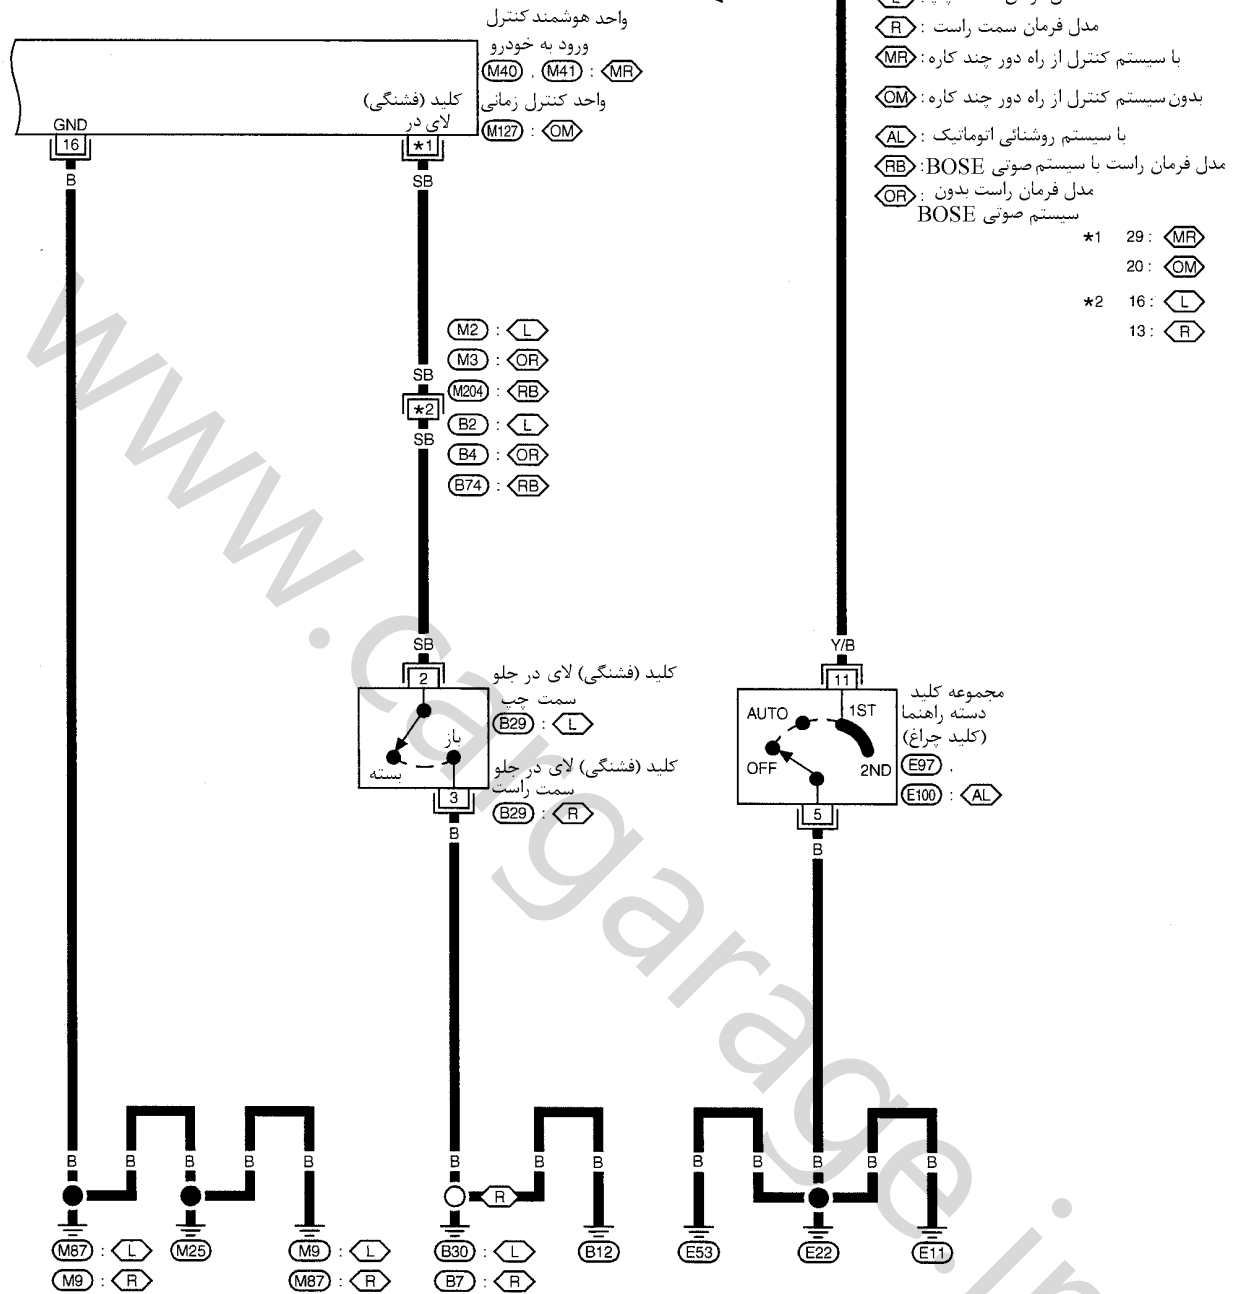 واحد هوشمند کنترل
ورود به خودرو
M40 , M41 : MR
واحد کنترل زمانی
M127 : OM
کلید (فشنگی)
لای در
GND
16
*1
B
SB
مدل فرمان سمت راست : R
با سیستم کنترل از راه دور چند کاره: MR
بدون سیستم کنترل از راه دور چند کاره: OM
با سیستم روشنائی اتوماتیک : AL
مدل فرمان راست با سیستم صوتی BOSE: RB
مدل فرمان راست بدون : OR
سیستم صوتی BOSE
*1 29 : MR
20 : OM
*2 16 : L
13 : R
M2 : L
M3 : OR
M204 : RB
B2 : L
B4 : OR
B74 : RB
SB
*2
SB
SB
2
کلید (فشنگی) لای در جلو
سمت چپ
B29 : L
باز
بسته
کلید (فشنگی) لای در جلو
سمت راست
B29 : R
3
B
Y/B
11
AUTO
1ST
OFF
2ND
مجموعه کلید
دسته راهنما
(کلید چراغ)
E97 ,
E100 : AL
5
B
B B B B B B B B B B B B B
R
M87 : L
M9 : R
M25
M9 : L
M87 : R
B30 : L
B7 : R
B12
E53
E22
E11
www.cargarage.ir